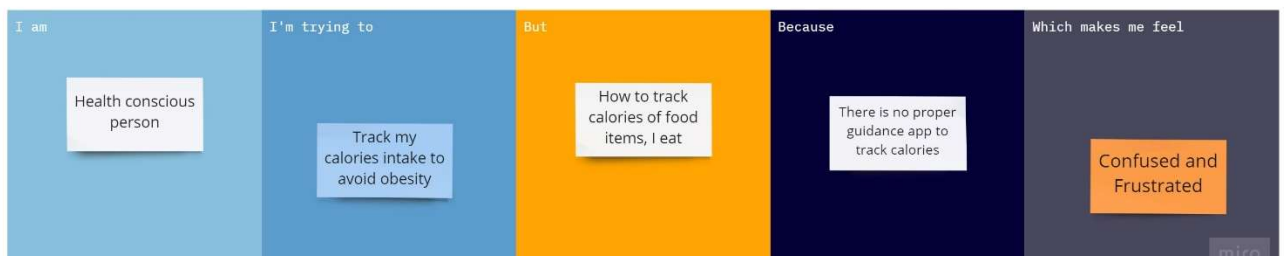 I am
Health conscious
person
I'm trying to
Track my
calories intake to
avoid obesity
But
How to track
calories of food
items, I eat
Because
There is no proper
guidance app to
track calories
Which makes me feel
Confused and
Frustrated
miro